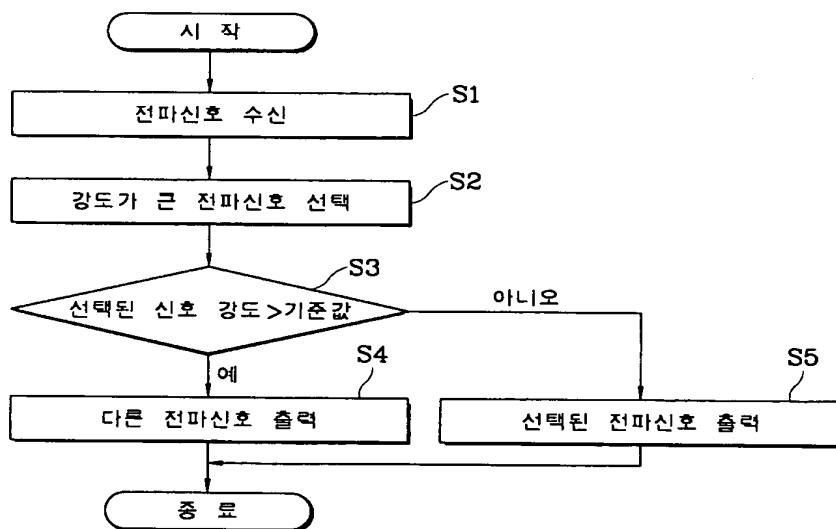 시 작
전파신호 수신
S1
강도가 큰 전파신호 선택
S2
S3
선택된 신호 강도>기준값
아니오
예
S4
다른 전파신호 출력
S5
선택된 전파신호 출력
종 료